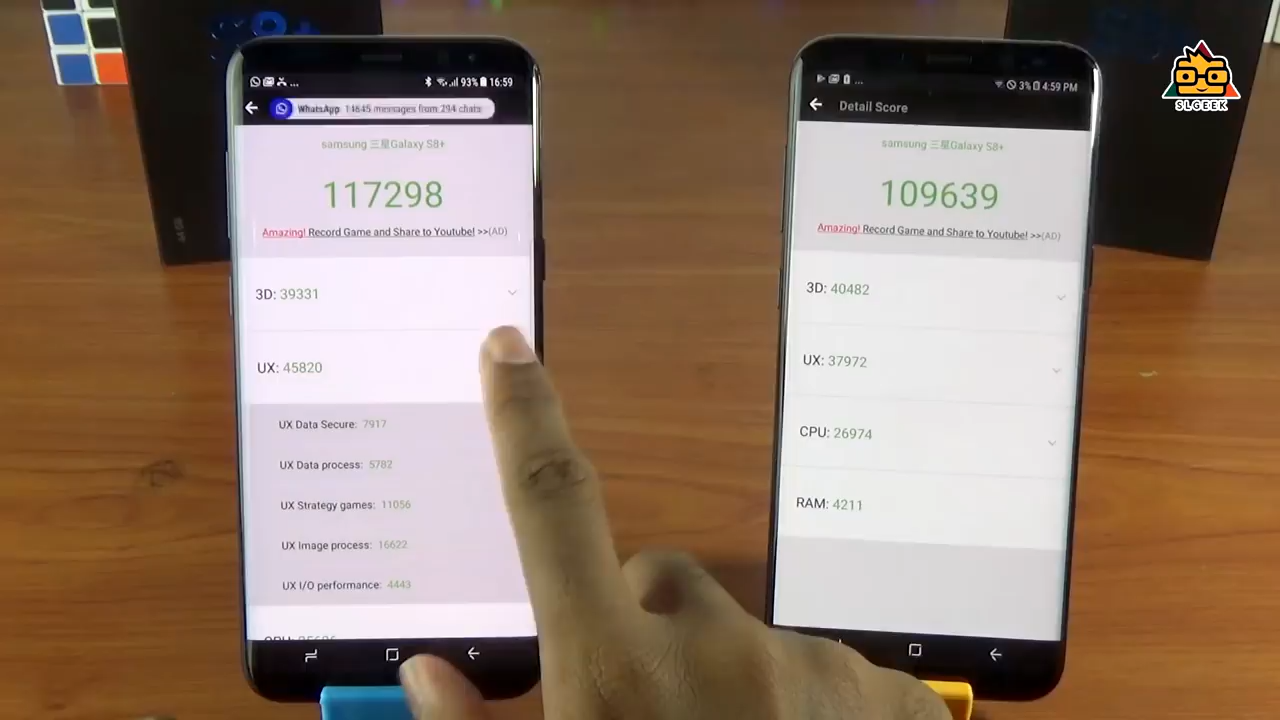 S8+
SLGEEK
93% 16:59
WhatsApp 14645 messages from 294 chats
samsung 三星Galaxy S8+
117298
Amazing! Record Game and Share to Youtube! >>(AD)
3D: 39331
UX: 45820
UX Data Secure: 7917
UX Data process: 5782
UX Strategy games: 11056
UX Image process: 16622
UX I/O performance: 4443
3% 4:59 PM
Detail Score
samsung 三星Galaxy S8+
109639
Amazing! Record Game and Share to Youtube! >>(AD)
3D: 40482
UX: 37972
CPU: 26974
RAM: 4211